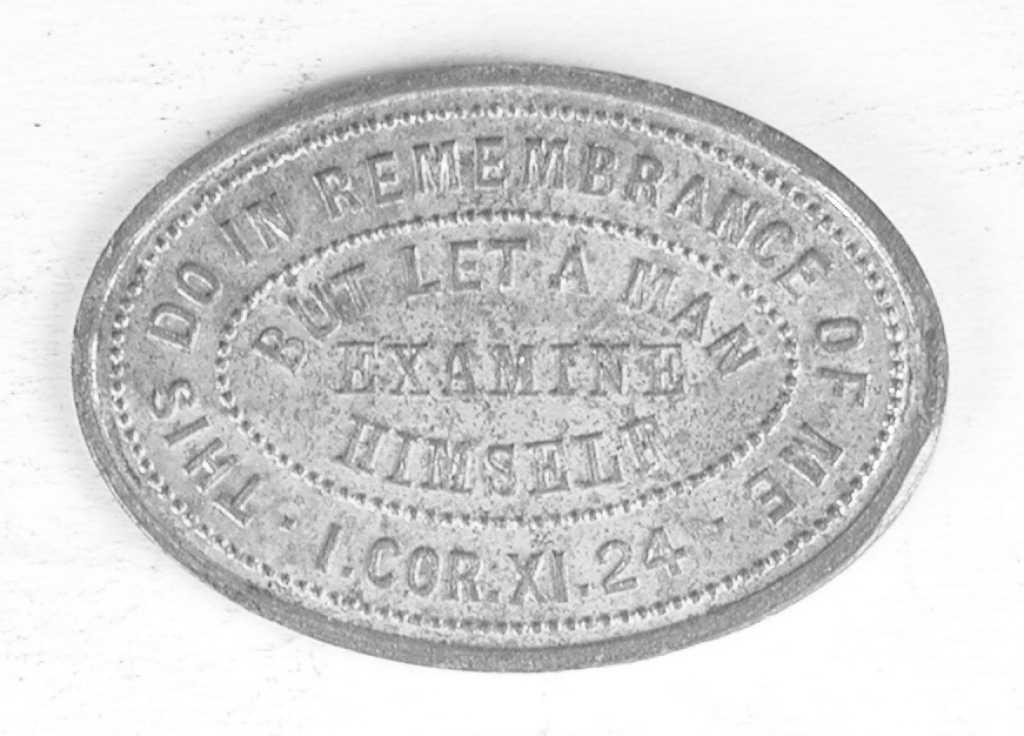 THIS DO IN REMEMBRANCE OF ME
BUT LET A MAN
EXAMINE
HIMSELF
I.COR.XI.24